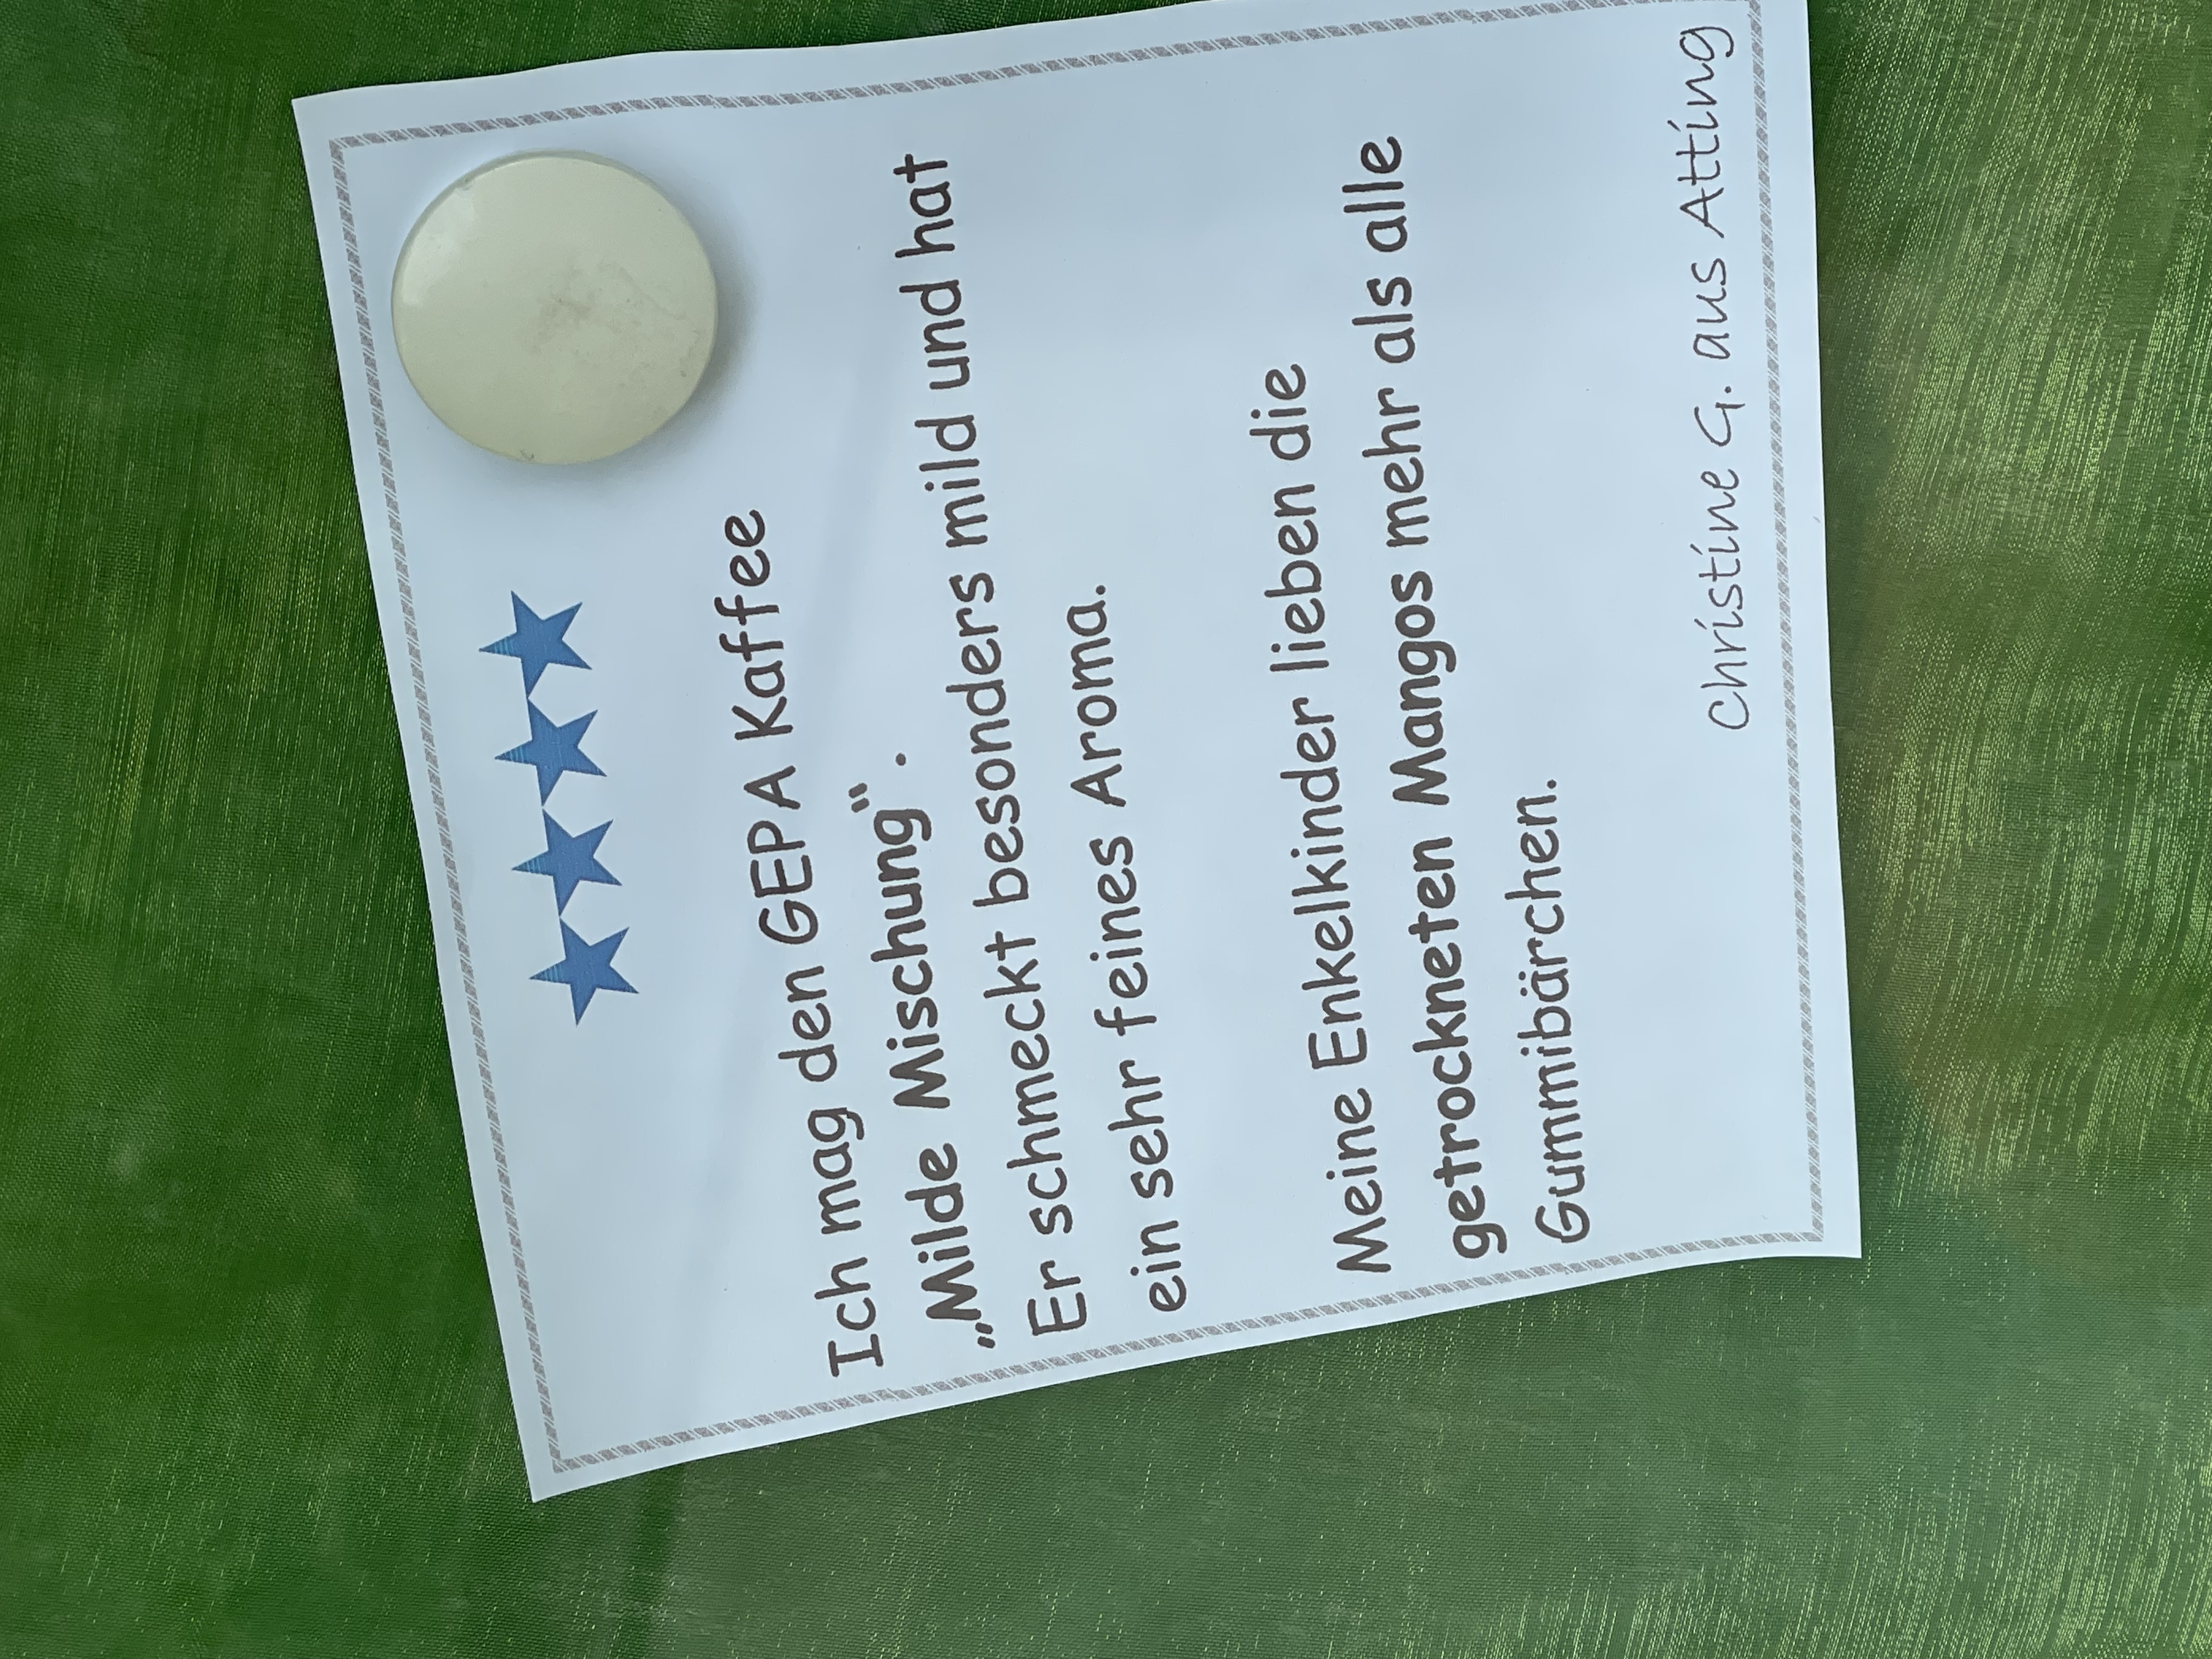 Ich mag den GEPA Kaffee
„Milde Mischung“.
Er schmeckt besonders mild und hat
ein sehr feines Aroma.
Meine Enkelkinder lieben die
getrockneten Mangos mehr als alle
Gummibärchen.
Christine G. aus Atting